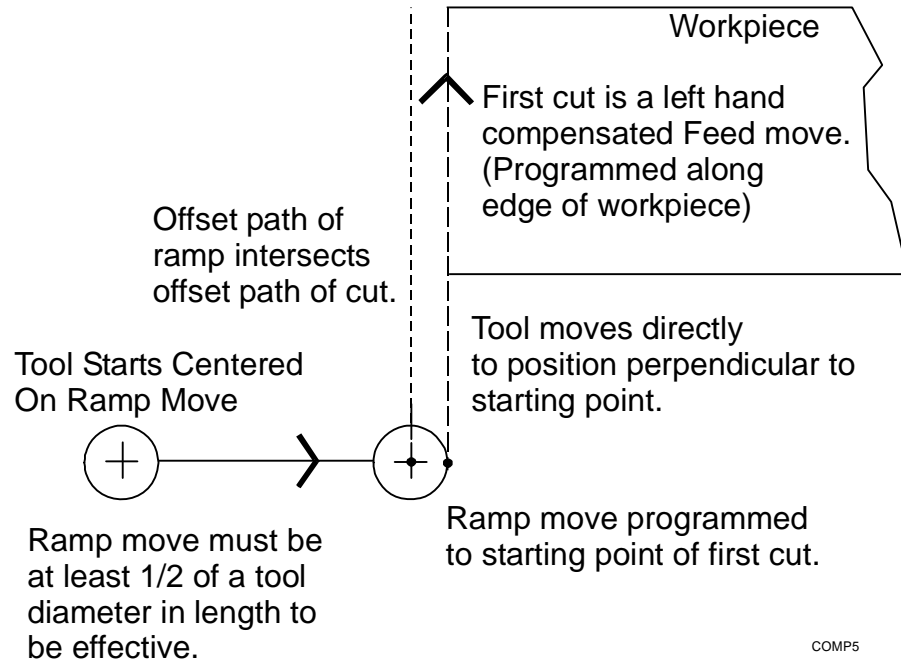 Workpiece
First cut is a left hand
compensated Feed move.
(Programmed along
edge of workpiece)
Offset path of
ramp intersects
offset path of cut.
Tool moves directly
to position perpendicular to
starting point.
Tool Starts Centered
On Ramp Move
Ramp move programmed
to starting point of first cut.
Ramp move must be
at least 1/2 of a tool
diameter in length to
be effective.
COMP5